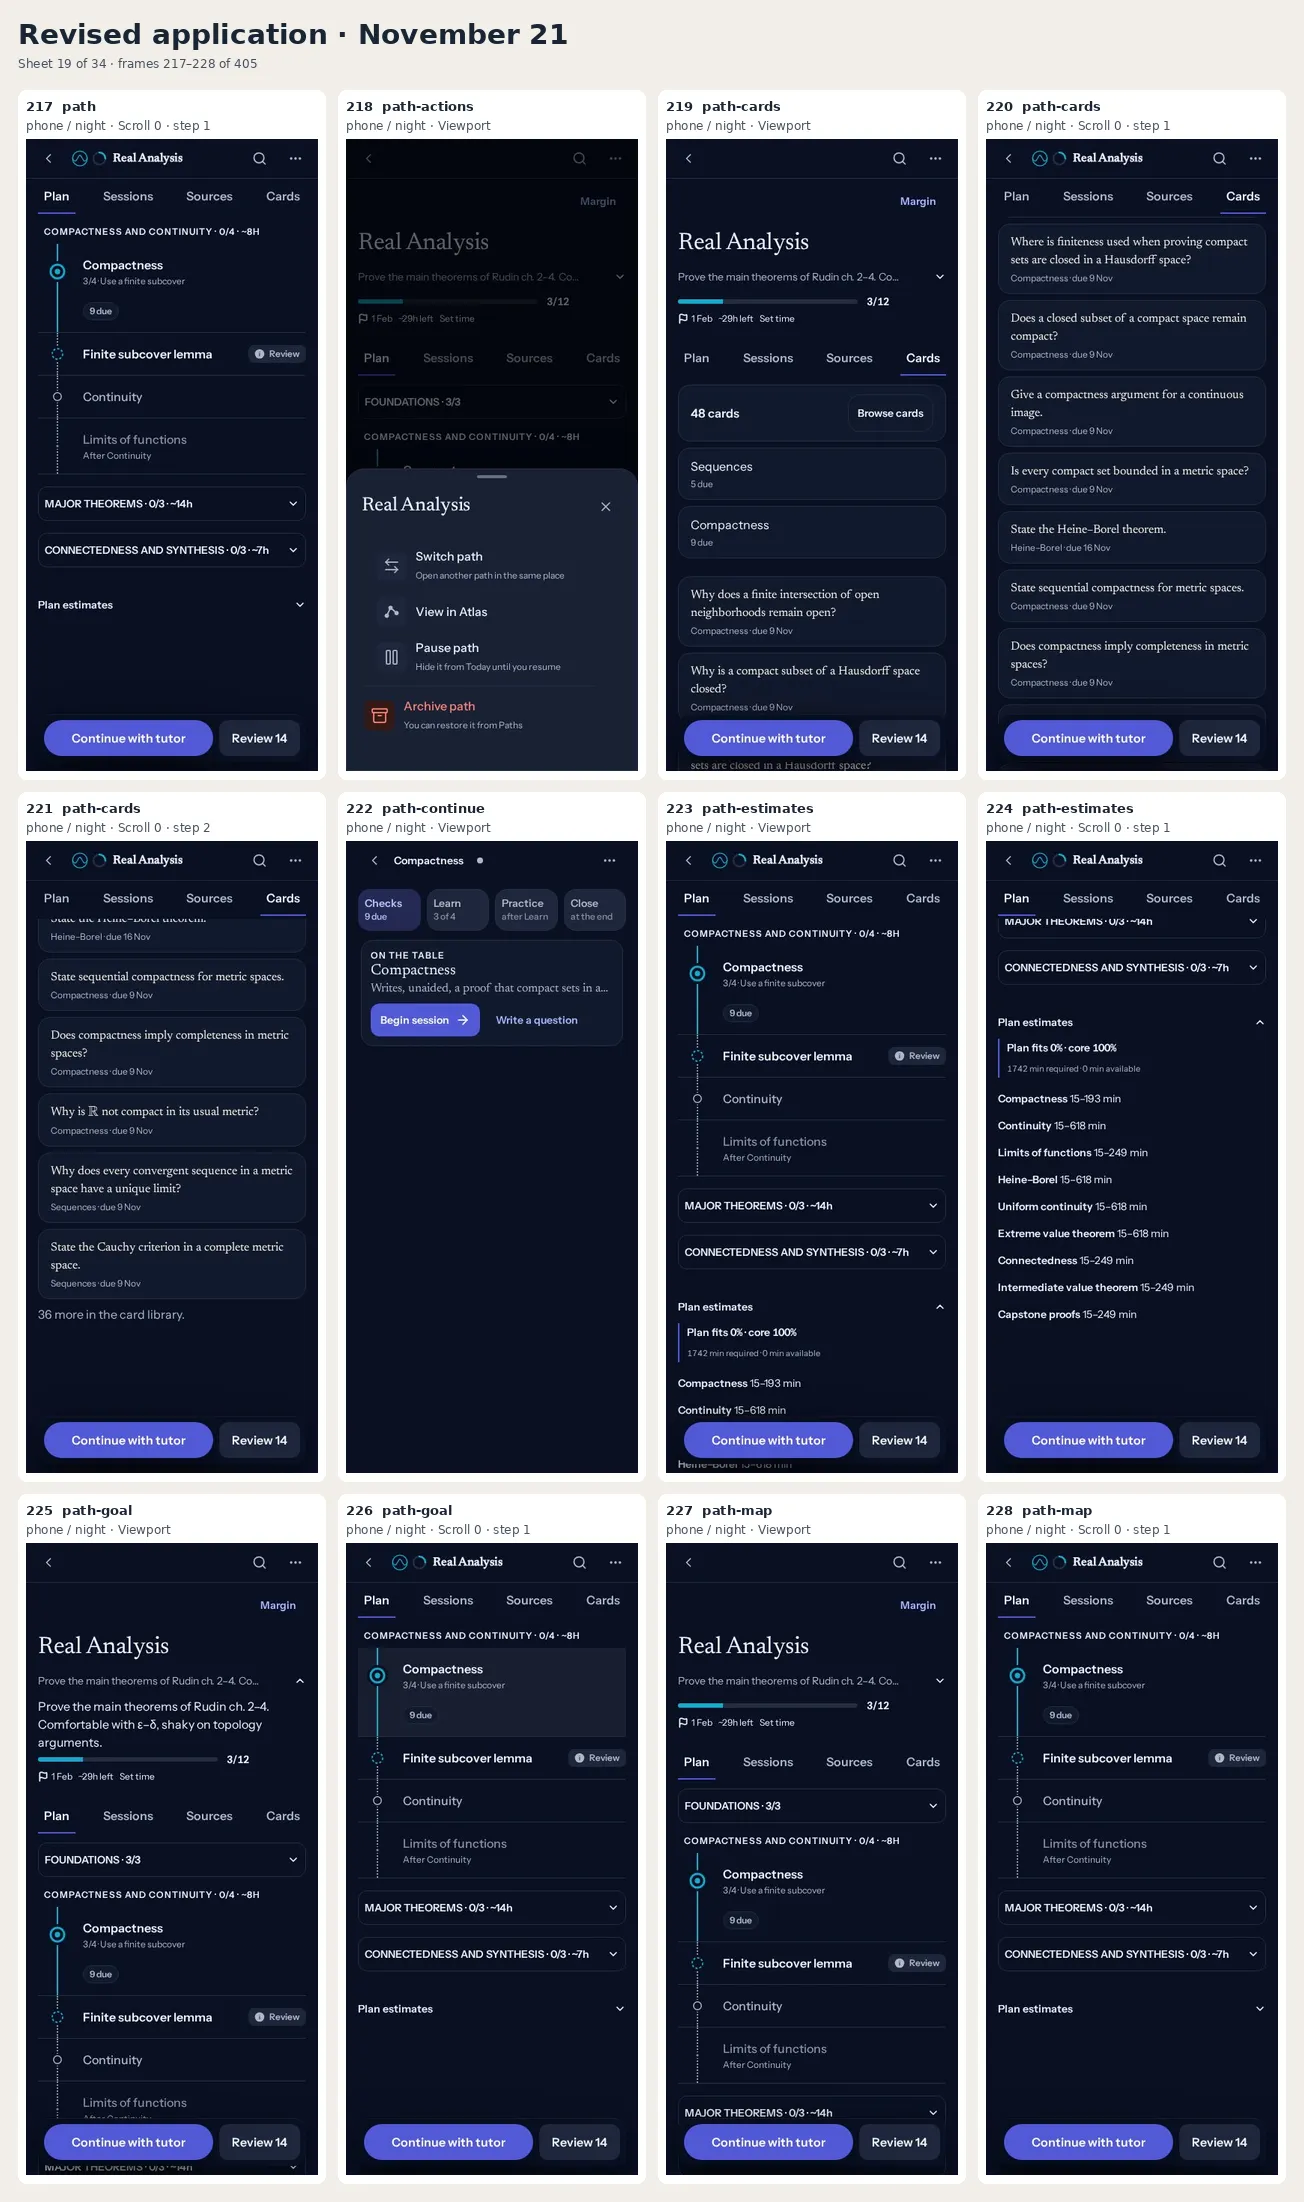 Revised application · November 21
Sheet 19 of 34 · frames 217–228 of 405
217 path
phone / night · Scroll 0 · step 1
Real Analysis
Plan Sessions Sources Cards
COMPACTNESS AND CONTINUITY · 0/4 · ~8H
Compactness
3/4 · Use a finite subcover
9 due
Finite subcover lemma Review
Continuity
Limits of functions
After Continuity
MAJOR THEOREMS · 0/3 · ~14h
CONNECTEDNESS AND SYNTHESIS · 0/3 · ~7h
Plan estimates
Continue with tutor Review 14
218 path-actions
phone / night · Viewport
Margin
Real Analysis
Prove the main theorems of Rudin ch. 2–4. Co...
3/12
1 Feb ~29h left Set time
Plan Sessions Sources Cards
FOUNDATIONS · 3/3
COMPACTNESS AND CONTINUITY · 0/4 · ~8H
Real Analysis
Switch path
Open another path in the same place
View in Atlas
Pause path
Hide it from Today until you resume
Archive path
You can restore it from Paths
219 path-cards
phone / night · Viewport
Margin
Real Analysis
Prove the main theorems of Rudin ch. 2–4. Co...
3/12
1 Feb ~29h left Set time
Plan Sessions Sources Cards
48 cards Browse cards
Sequences
5 due
Compactness
9 due
Why does a finite intersection of open
neighborhoods remain open?
Compactness · due 9 Nov
Why is a compact subset of a Hausdorff space
closed?
Compactness · due 9 Nov
Continue with tutor Review 14
sets are closed in a Hausdorff space?
220 path-cards
phone / night · Scroll 0 · step 1
Real Analysis
Plan Sessions Sources Cards
Where is finiteness used when proving compact
sets are closed in a Hausdorff space?
Compactness · due 9 Nov
Does a closed subset of a compact space remain
compact?
Compactness · due 9 Nov
Give a compactness argument for a continuous
image.
Compactness · due 9 Nov
Is every compact set bounded in a metric space?
Compactness · due 9 Nov
State the Heine–Borel theorem.
Heine–Borel · due 16 Nov
State sequential compactness for metric spaces.
Compactness · due 9 Nov
Does compactness imply completeness in metric
spaces?
Compactness · due 9 Nov
Continue with tutor Review 14
221 path-cards
phone / night · Scroll 0 · step 2
Real Analysis
Plan Sessions Sources Cards
State the Heine–Borel theorem.
Heine–Borel · due 16 Nov
State sequential compactness for metric spaces.
Compactness · due 9 Nov
Does compactness imply completeness in metric
spaces?
Compactness · due 9 Nov
Why is ℝ not compact in its usual metric?
Compactness · due 9 Nov
Why does every convergent sequence in a metric
space have a unique limit?
Sequences · due 9 Nov
State the Cauchy criterion in a complete metric
space.
Sequences · due 9 Nov
36 more in the card library.
Continue with tutor Review 14
222 path-continue
phone / night · Viewport
Compactness
Checks Learn Practice Close
9 due 3 of 4 after Learn at the end
ON THE TABLE
Compactness
Writes, unaided, a proof that compact sets in a...
Begin session Write a question
223 path-estimates
phone / night · Viewport
Real Analysis
Plan Sessions Sources Cards
COMPACTNESS AND CONTINUITY · 0/4 · ~8H
Compactness
3/4 · Use a finite subcover
9 due
Finite subcover lemma Review
Continuity
Limits of functions
After Continuity
MAJOR THEOREMS · 0/3 · ~14h
CONNECTEDNESS AND SYNTHESIS · 0/3 · ~7h
Plan estimates
Plan fits 0% · core 100%
1742 min required · 0 min available
Compactness 15–193 min
Continuity 15–618 min
Continue with tutor Review 14
Heine–Borel 15–618 min
224 path-estimates
phone / night · Scroll 0 · step 1
Real Analysis
Plan Sessions Sources Cards
MAJOR THEOREMS · 0/3 · ~14h
CONNECTEDNESS AND SYNTHESIS · 0/3 · ~7h
Plan estimates
Plan fits 0% · core 100%
1742 min required · 0 min available
Compactness 15–193 min
Continuity 15–618 min
Limits of functions 15–249 min
Heine–Borel 15–618 min
Uniform continuity 15–618 min
Extreme value theorem 15–618 min
Connectedness 15–249 min
Intermediate value theorem 15–249 min
Capstone proofs 15–249 min
Continue with tutor Review 14
225 path-goal
phone / night · Viewport
Margin
Real Analysis
Prove the main theorems of Rudin ch. 2–4. Co...
Prove the main theorems of Rudin ch. 2–4.
Comfortable with ε–δ, shaky on topology
arguments.
3/12
1 Feb ~29h left Set time
Plan Sessions Sources Cards
FOUNDATIONS · 3/3
COMPACTNESS AND CONTINUITY · 0/4 · ~8H
Compactness
3/4 · Use a finite subcover
9 due
Finite subcover lemma Review
Continuity
Limits of functions
After Continuity
Continue with tutor Review 14
MAJOR THEOREMS · 0/3 · ~14h
226 path-goal
phone / night · Scroll 0 · step 1
Real Analysis
Plan Sessions Sources Cards
COMPACTNESS AND CONTINUITY · 0/4 · ~8H
Compactness
3/4 · Use a finite subcover
9 due
Finite subcover lemma Review
Continuity
Limits of functions
After Continuity
MAJOR THEOREMS · 0/3 · ~14h
CONNECTEDNESS AND SYNTHESIS · 0/3 · ~7h
Plan estimates
Continue with tutor Review 14
227 path-map
phone / night · Viewport
Margin
Real Analysis
Prove the main theorems of Rudin ch. 2–4. Co...
3/12
1 Feb ~29h left Set time
Plan Sessions Sources Cards
FOUNDATIONS · 3/3
COMPACTNESS AND CONTINUITY · 0/4 · ~8H
Compactness
3/4 · Use a finite subcover
9 due
Finite subcover lemma Review
Continuity
Limits of functions
After Continuity
MAJOR THEOREMS · 0/3 · ~14h
Continue with tutor Review 14
228 path-map
phone / night · Scroll 0 · step 1
Real Analysis
Plan Sessions Sources Cards
COMPACTNESS AND CONTINUITY · 0/4 · ~8H
Compactness
3/4 · Use a finite subcover
9 due
Finite subcover lemma Review
Continuity
Limits of functions
After Continuity
MAJOR THEOREMS · 0/3 · ~14h
CONNECTEDNESS AND SYNTHESIS · 0/3 · ~7h
Plan estimates
Continue with tutor Review 14